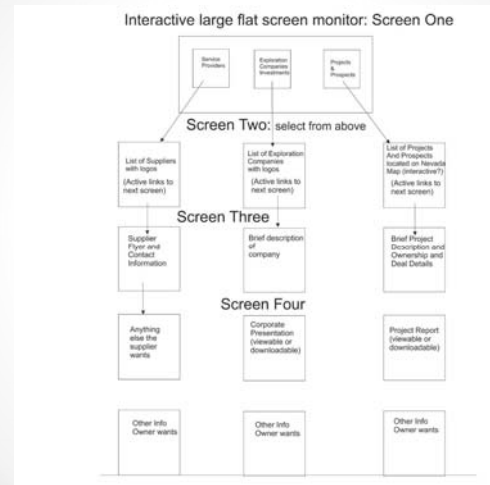 Interactive large flat screen monitor: Screen One
Service
Providers
Exploration
Companies
Investments
Projects
&
Prospects
Screen Two: select from above
List of Suppliers
with logos
(Active links to
next screen)
List of Exploration
Companies
with logos
(Active links to
next screen)
List of Projects
And Prospects
located on Nevada
Map (interactive?)
(Active links to
next screen)
Screen Three
Supplier
Flyer and
Contact
Information
Brief description
of
company
Brief Project
Description and
Ownership and
Deal Details
Screen Four
Anything
else the
supplier
wants
Corporate
Presentation
(viewable or
downloadable)
Project Report
(viewable or
downloadable)
Other Info
Owner wants
Other Info
Owner wants
Other Info
Owner wants